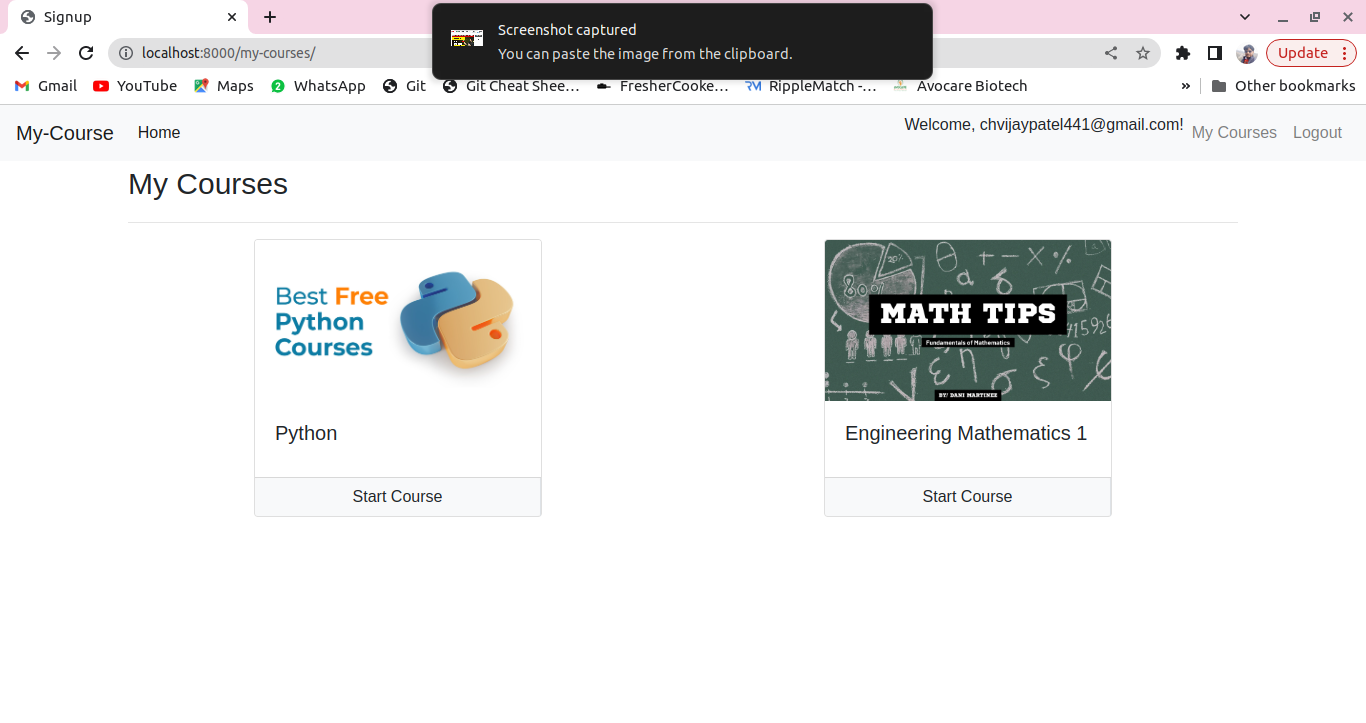 Signup
Screenshot captured
You can paste the image from the clipboard.
localhost:8000/my-courses/
Update
Gmail YouTube Maps WhatsApp Git Git Cheat Shee… FresherCooke… RippleMatch -… Avocare Biotech » Other bookmarks
My-Course Home Welcome, chvijaypatel441@gmail.com! My Courses Logout
My Courses
Best Free
Python
Courses
Python
Start Course
20%
80%
MATH TIPS
Fundamentals of Mathematics
BY/ DANI MARTINEZ
Engineering Mathematics 1
Start Course